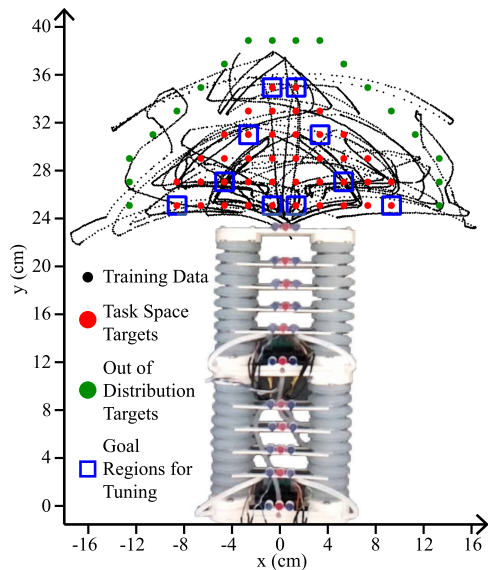 40
36
32
28
24
20
16
12
8
4
0
y (cm)
Training Data
Task Space
Targets
Out of
Distribution
Targets
Goal
Regions for
Tuning
-16 -12 -8 -4 0 4 8 12 16
x (cm)